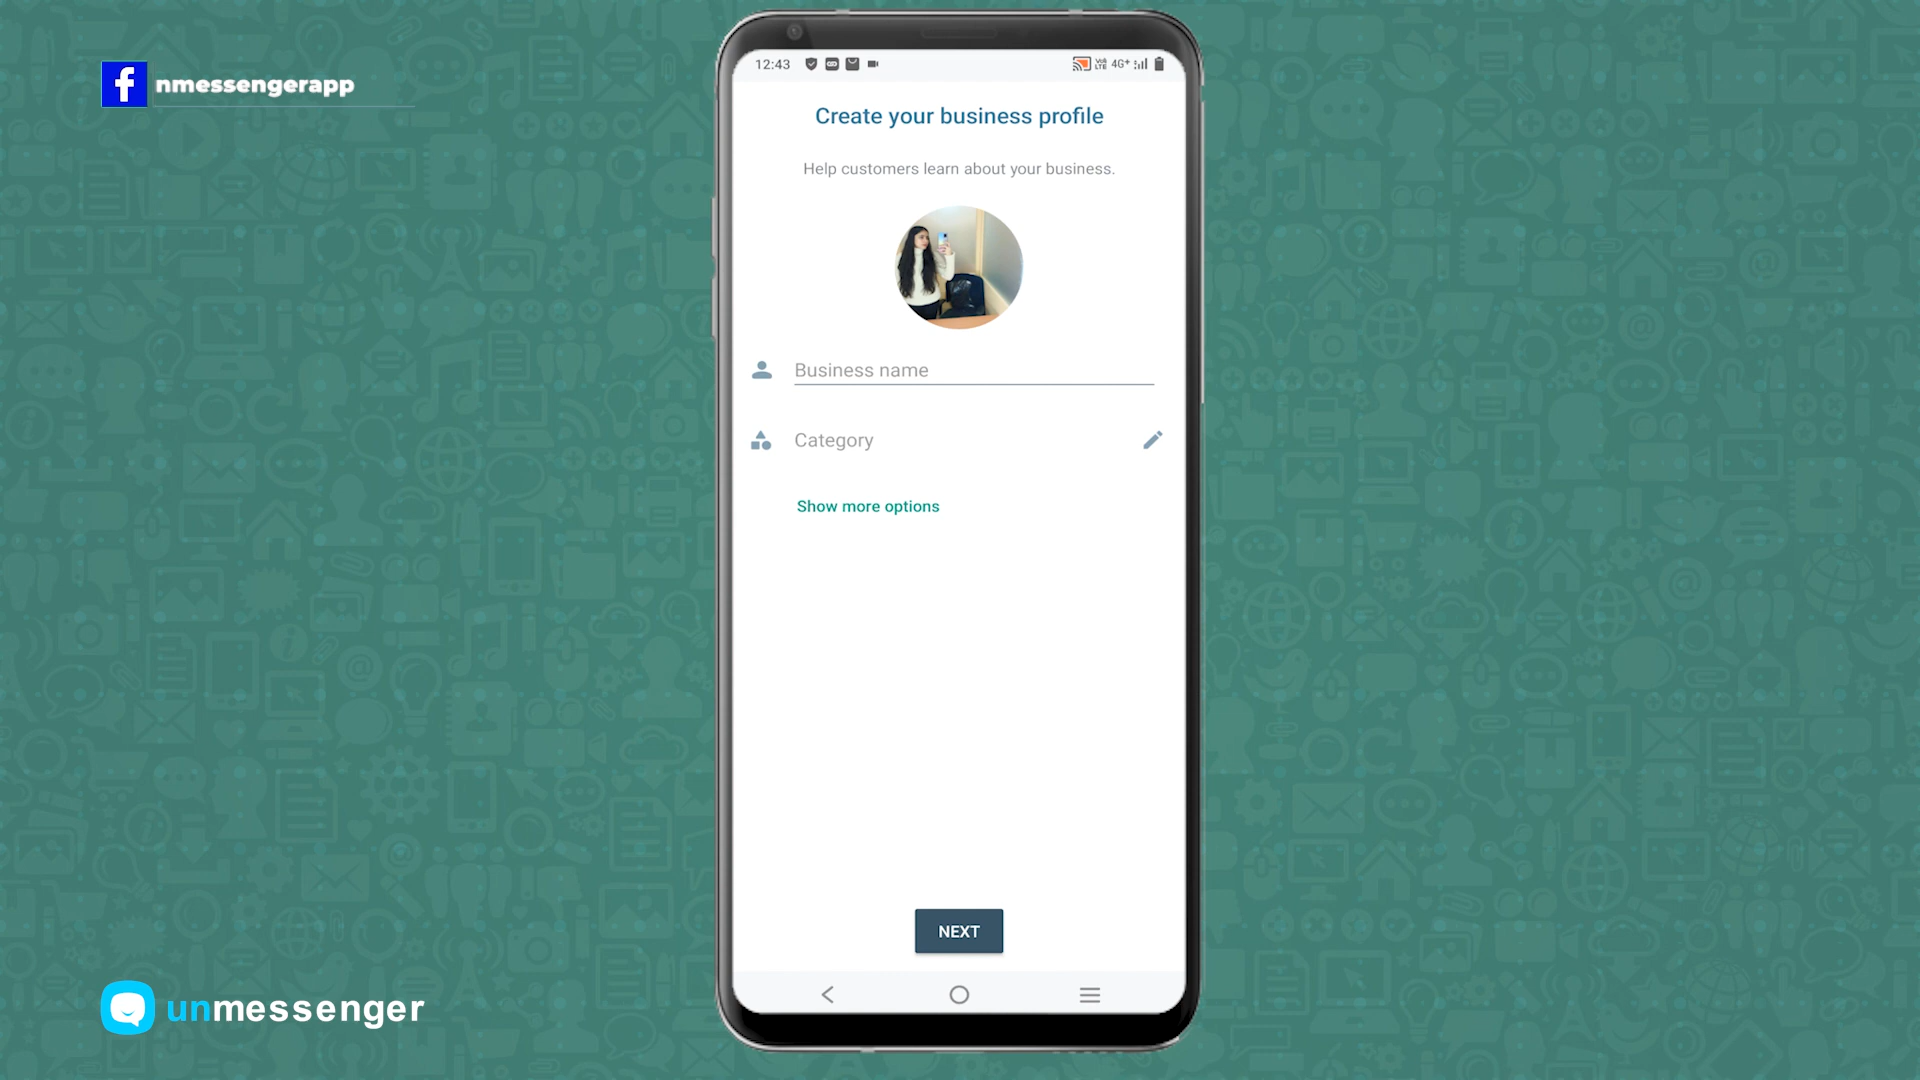 nmessengerapp
12:43
4G+
Create your business profile
Help customers learn about your business.
Business name
Category
Show more options
NEXT
unmessenger